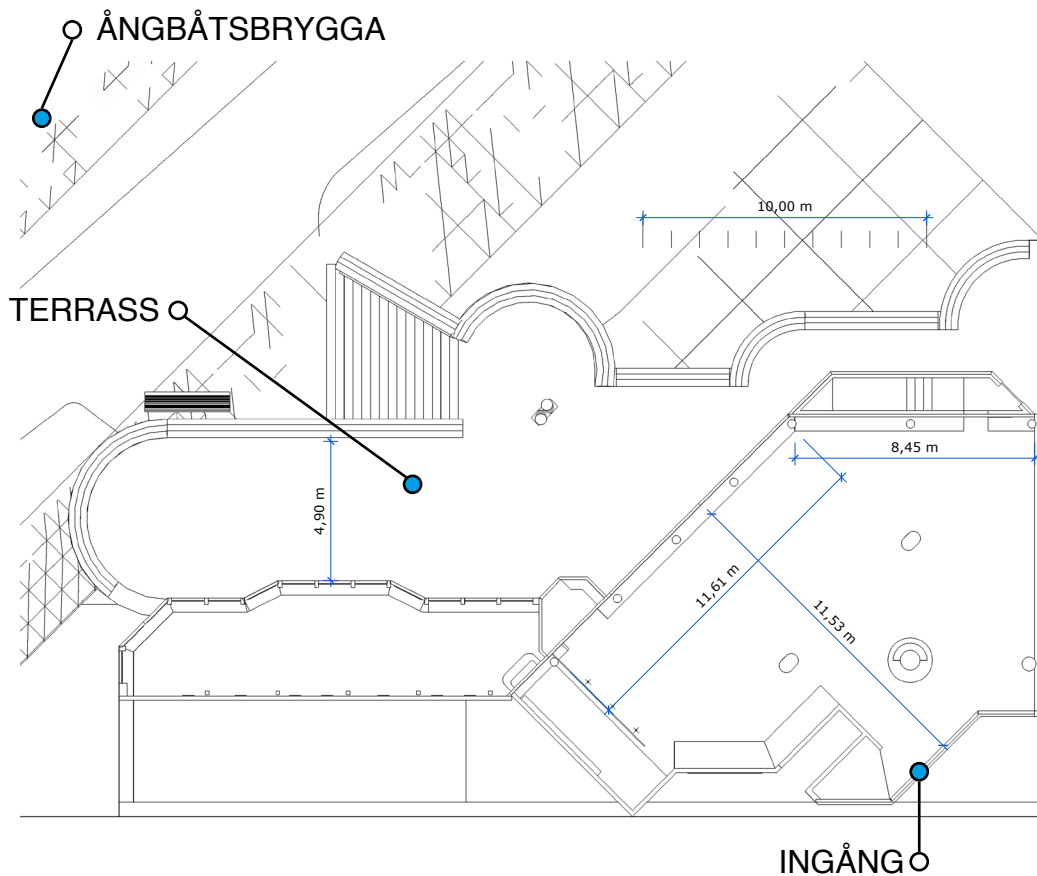 ÅNGBÅTSBRYGGA
10,00 m
TERRASS
8,45 m
4,90 m
11,61 m
11,53 m
INGÅNG